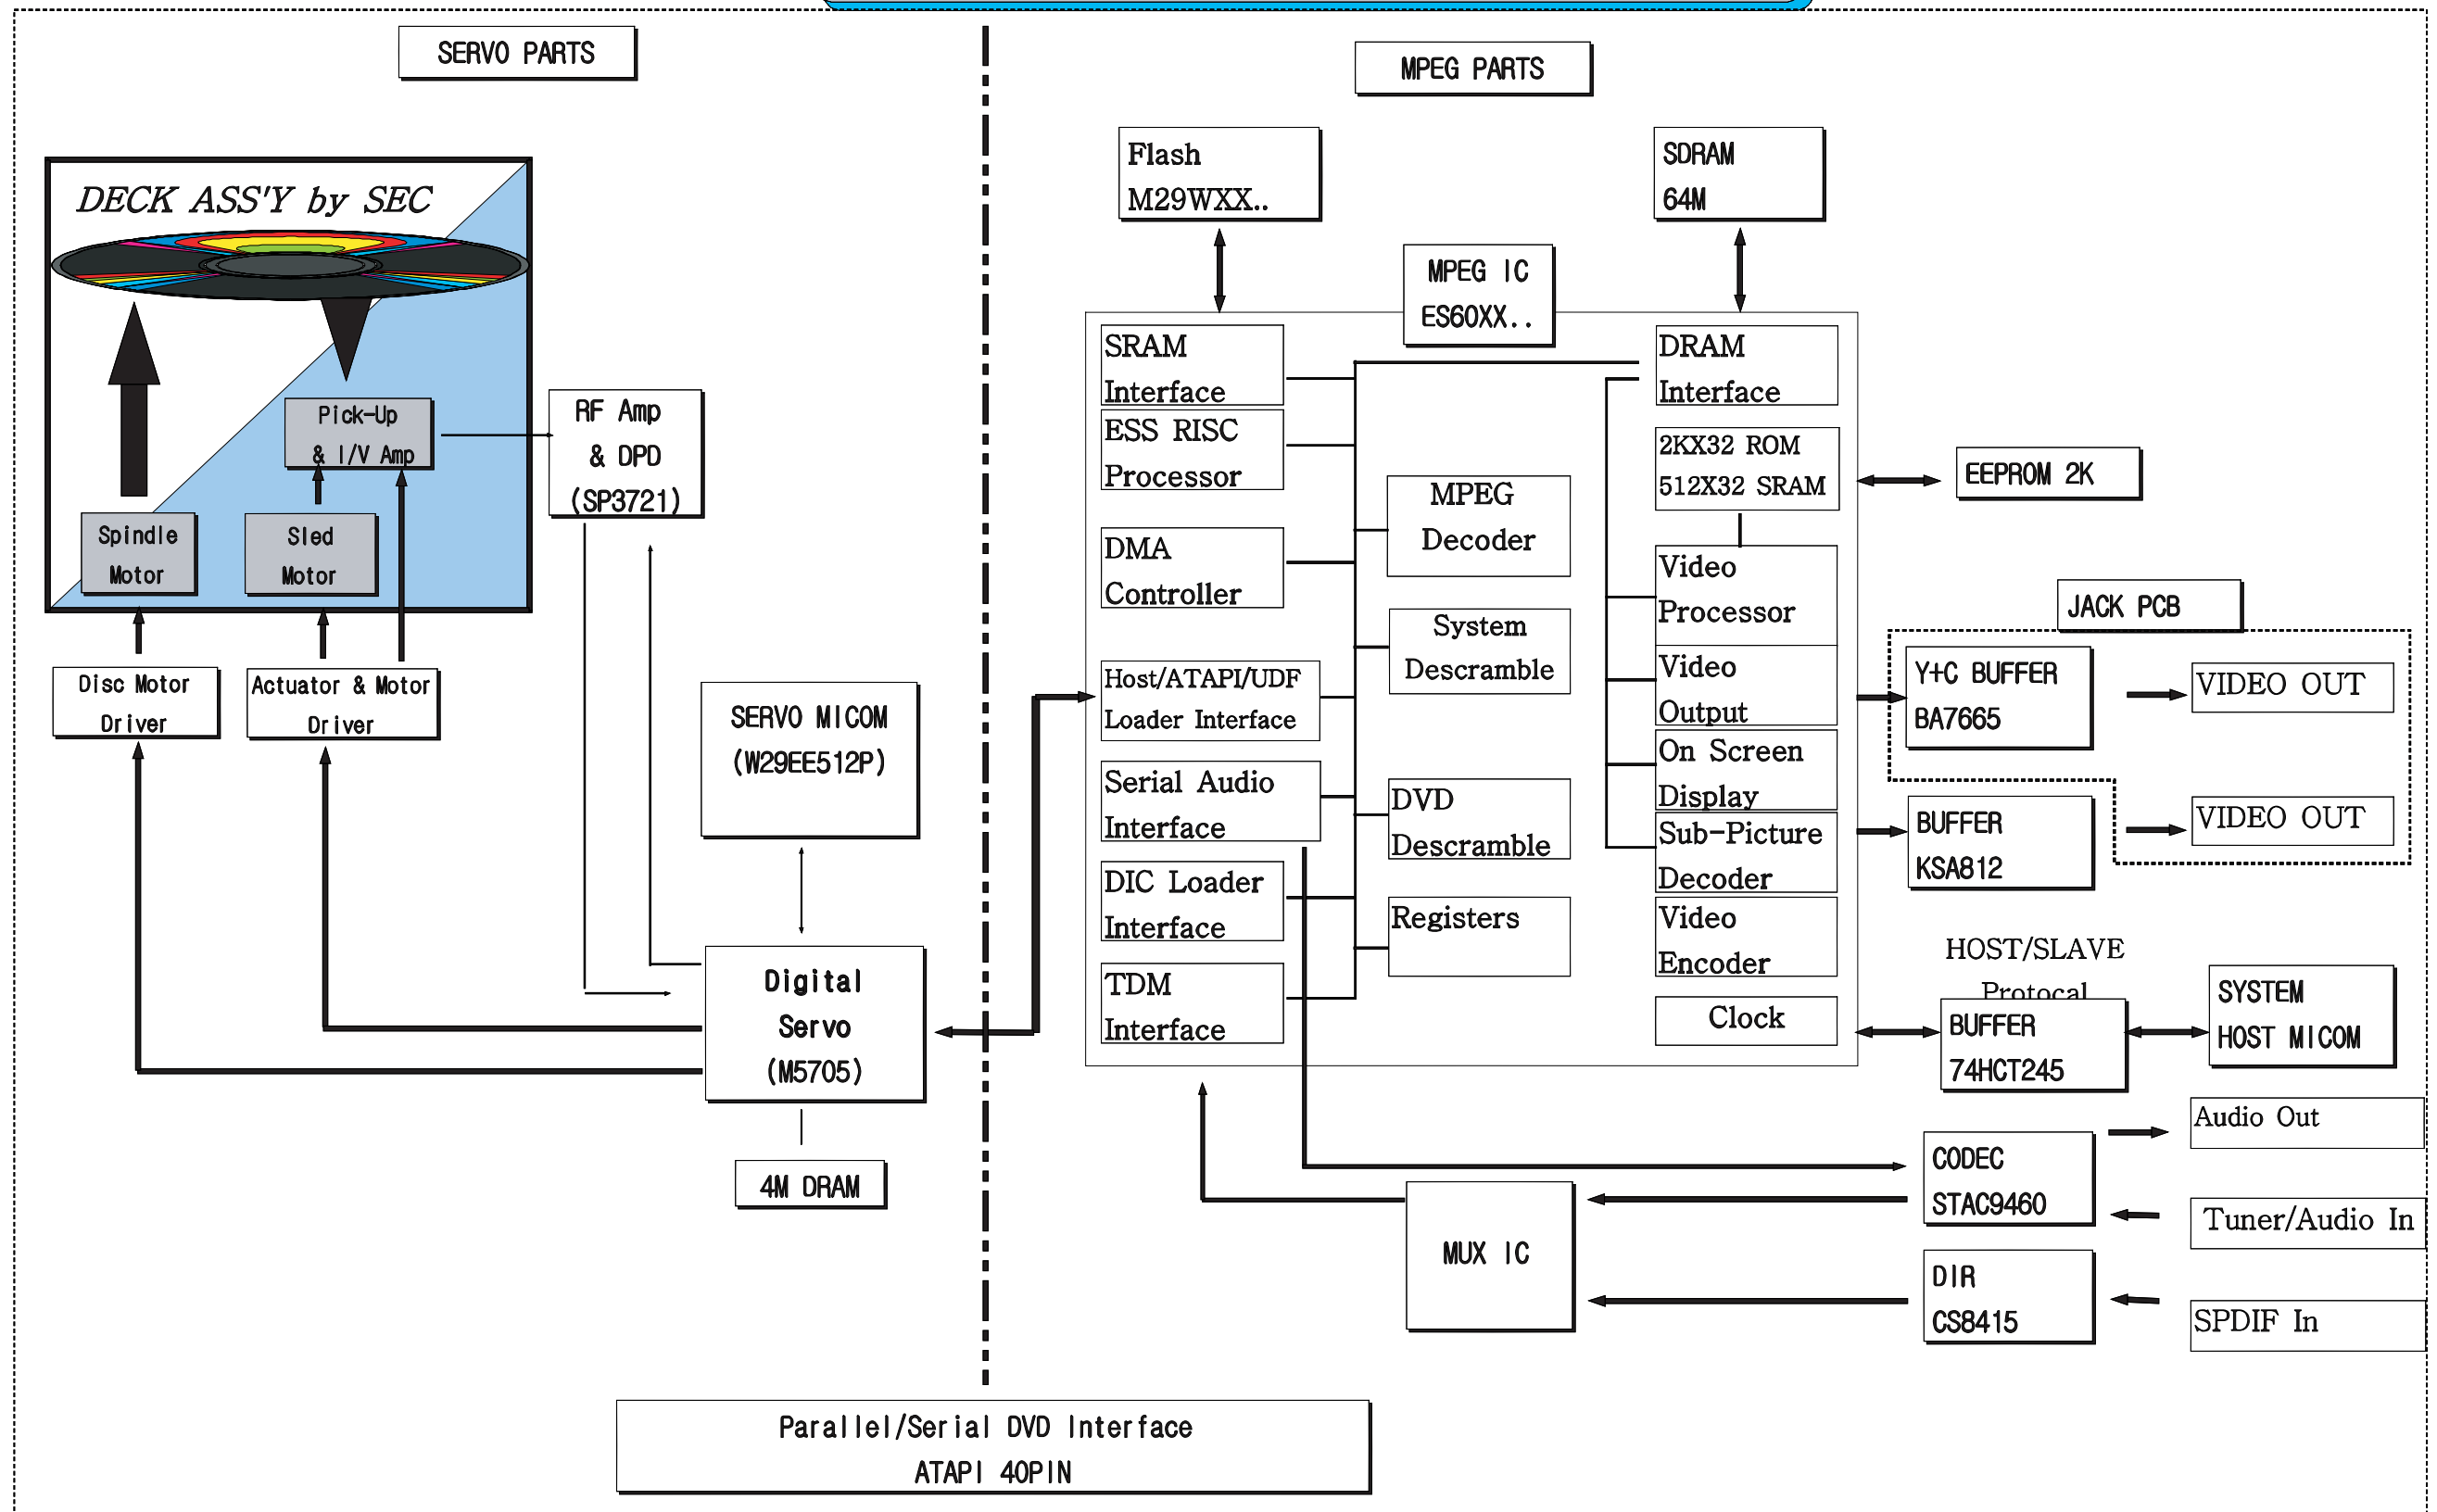 SERVO PARTS
MPEG PARTS
DECK ASS'Y by SEC
Pick-Up
& I/V Amp
Spindle
Motor
Sled
Motor
RF Amp
& DPD
(SP3721)
Disc Motor
Driver
Actuator & Motor
Driver
SERVO MICOM
(W29EE512P)
Digital
Servo
(M5705)
4M DRAM
Flash
M29WXX..
SDRAM
64M
MPEG IC
ES60XX..
SRAM
Interface
ESS RISC
Processor
DMA
Controller
Host/ATAPI/UDF
Loader Interface
Serial Audio
Interface
DIC Loader
Interface
TDM
Interface
MPEG
Decoder
System
Descramble
DVD
Descramble
Registers
DRAM
Interface
2KX32 ROM
512X32 SRAM
Video
Processor
Video
Output
On Screen
Display
Sub-Picture
Decoder
Video
Encoder
Clock
EEPROM 2K
JACK PCB
Y+C BUFFER
BA7665
VIDEO OUT
BUFFER
KSA812
VIDEO OUT
HOST/SLAVE
Protocal
BUFFER
74HCT245
SYSTEM
HOST MICOM
CODEC
STAC9460
Audio Out
Tuner/Audio In
DIR
CS8415
SPDIF In
MUX IC
Parallel/Serial DVD Interface
ATAPI 40PIN